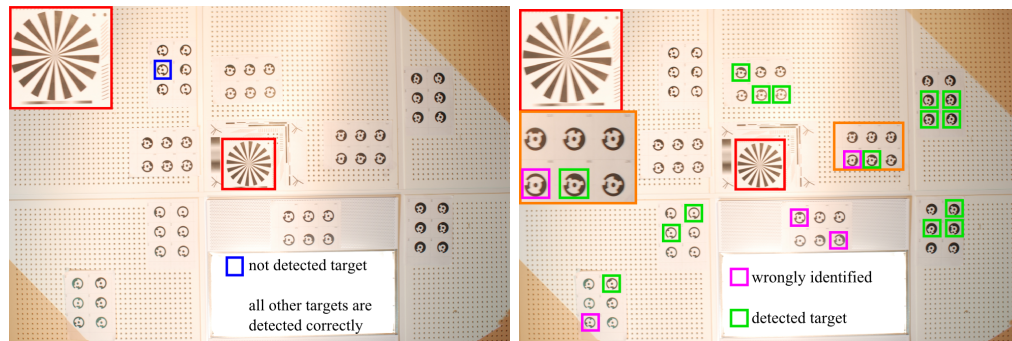 not detected target
all other targets are
detected correctly
wrongly identified
detected target